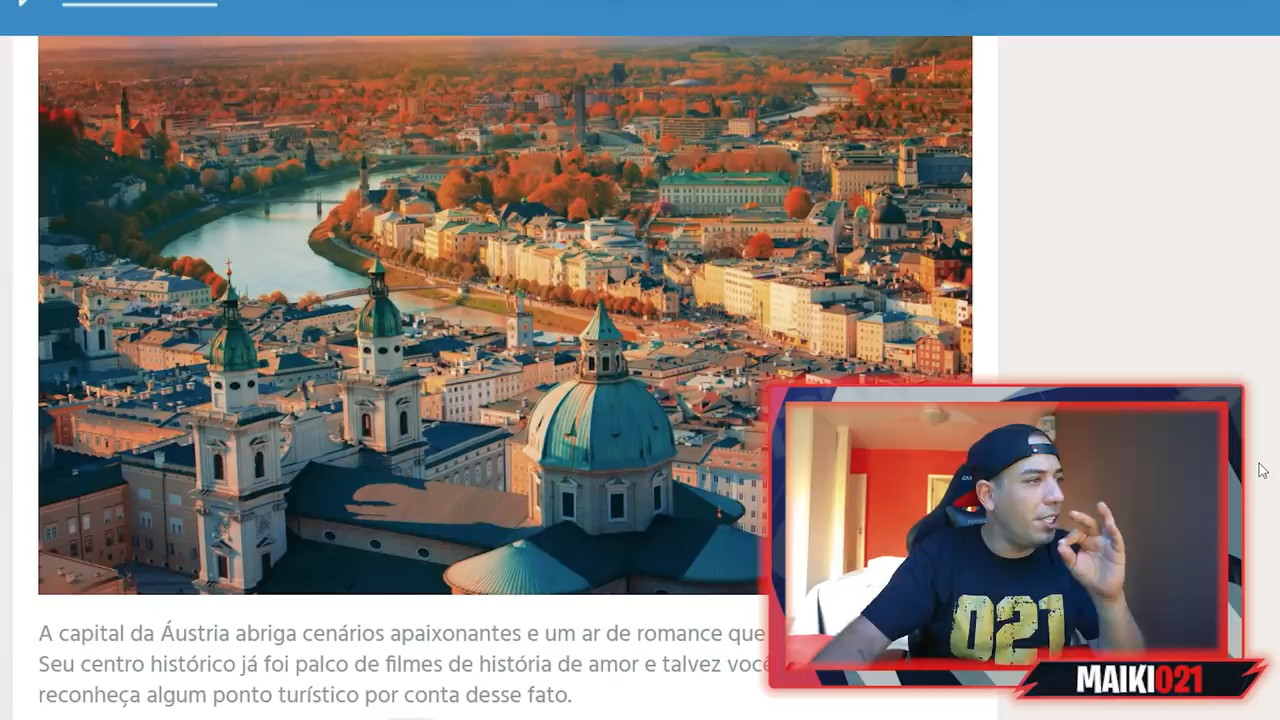 A capital da Áustria abriga cenários apaixonantes e um ar de romance que
Seu centro histórico já foi palco de filmes de história de amor e talvez você
reconheça algum ponto turístico por conta desse fato.
021
MAIKI021